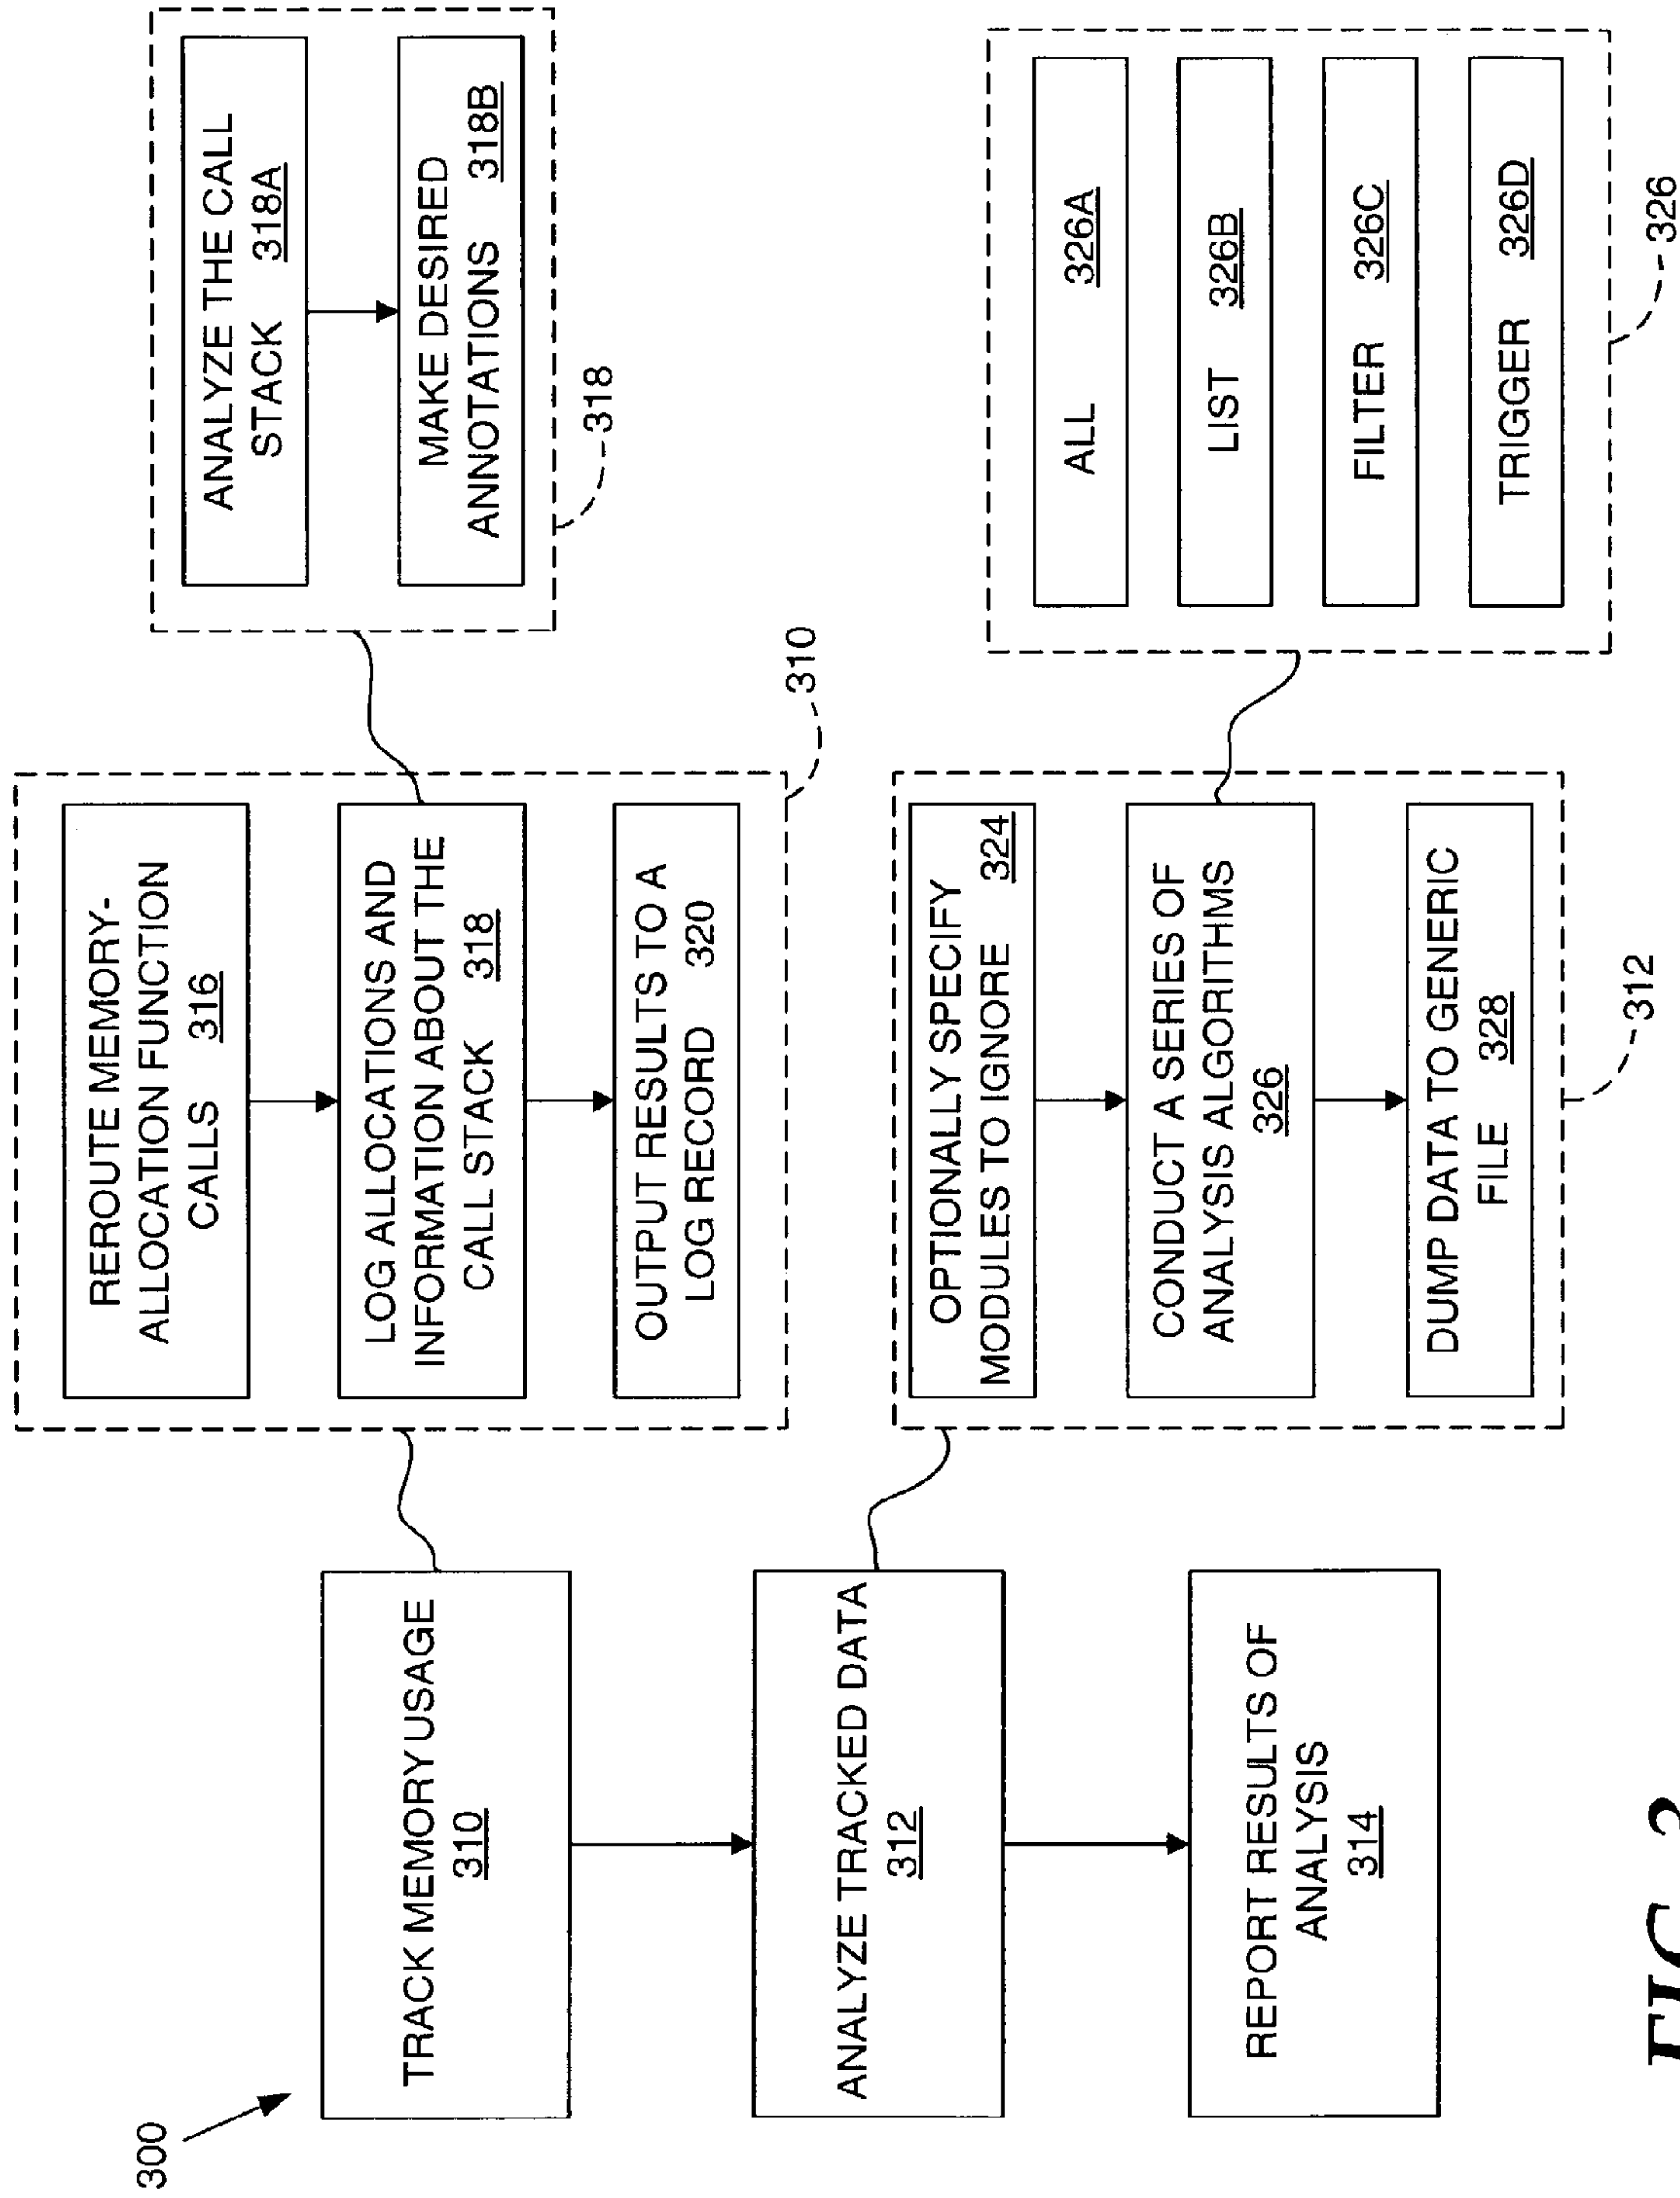 300
TRACK MEMORY USAGE
310
ANALYZE TRACKED DATA
312
REPORT RESULTS OF
ANALYSIS
314
REROUTE MEMORY-
ALLOCATION FUNCTION
CALLS 316
LOG ALLOCATIONS AND
INFORMATION ABOUT THE
CALL STACK 318
OUTPUT RESULTS TO A
LOG RECORD 320
310
OPTIONALLY SPECIFY
MODULES TO IGNORE 324
CONDUCT A SERIES OF
ANALYSIS ALGORITHMS
326
DUMP DATA TO GENERIC
FILE 328
312
ANALYZE THE CALL
STACK 318A
MAKE DESIRED
ANNOTATIONS 318B
318
ALL 326A
LIST 326B
FILTER 326C
TRIGGER 326D
326